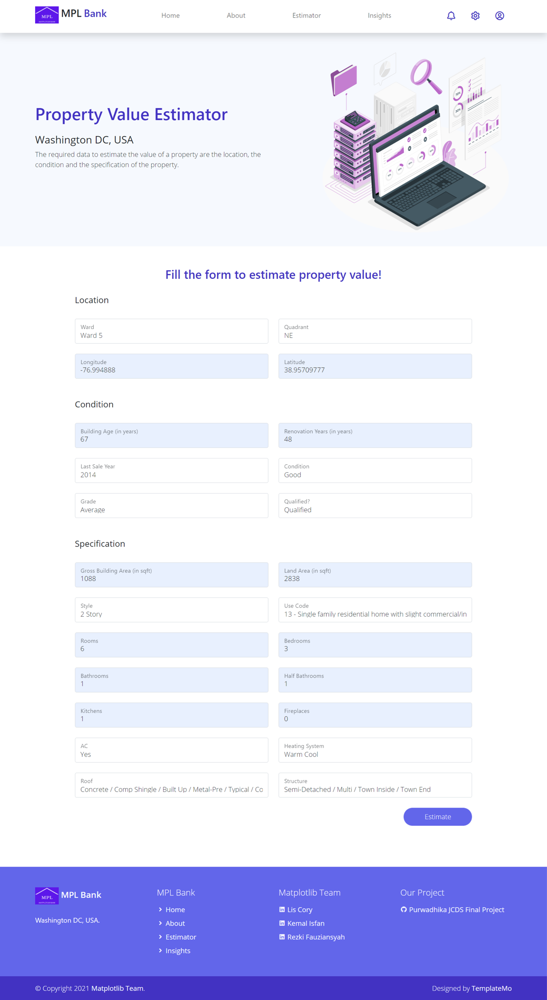 MPL
MATPLOTLIB BANK
MPL Bank
Home
About
Estimator
Insights
70%
30%
Property Value Estimator
Washington DC, USA
The required data to estimate the value of a property are the location, the
condition and the specification of the property.
Fill the form to estimate property value!
Location
Ward
Ward 5
Quadrant
NE
Longitude
-76.994888
Latitude
38.95709777
Condition
Building Age (in years)
67
Renovation Years (in years)
48
Last Sale Year
2014
Condition
Good
Grade
Average
Qualified?
Qualified
Specification
Gross Building Area (in sqft)
1088
Land Area (in sqft)
2838
Style
2 Story
Use Code
13 - Single family residential home with slight commercial/in
Rooms
6
Bedrooms
3
Bathrooms
1
Half Bathrooms
1
Kitchens
1
Fireplaces
0
AC
Yes
Heating System
Warm Cool
Roof
Concrete / Comp Shingle / Built Up / Metal-Pre / Typical / Co
Structure
Semi-Detached / Multi / Town Inside / Town End
Estimate
MPL
MATPLOTLIB BANK
MPL Bank
Washington DC, USA.
MPL Bank
Home
About
Estimator
Insights
Matplotlib Team
Lis Cory
Kemal Isfan
Rezki Fauziansyah
Our Project
Purwadhika JCDS Final Project
© Copyright 2021 Matplotlib Team.
Designed by TemplateMo